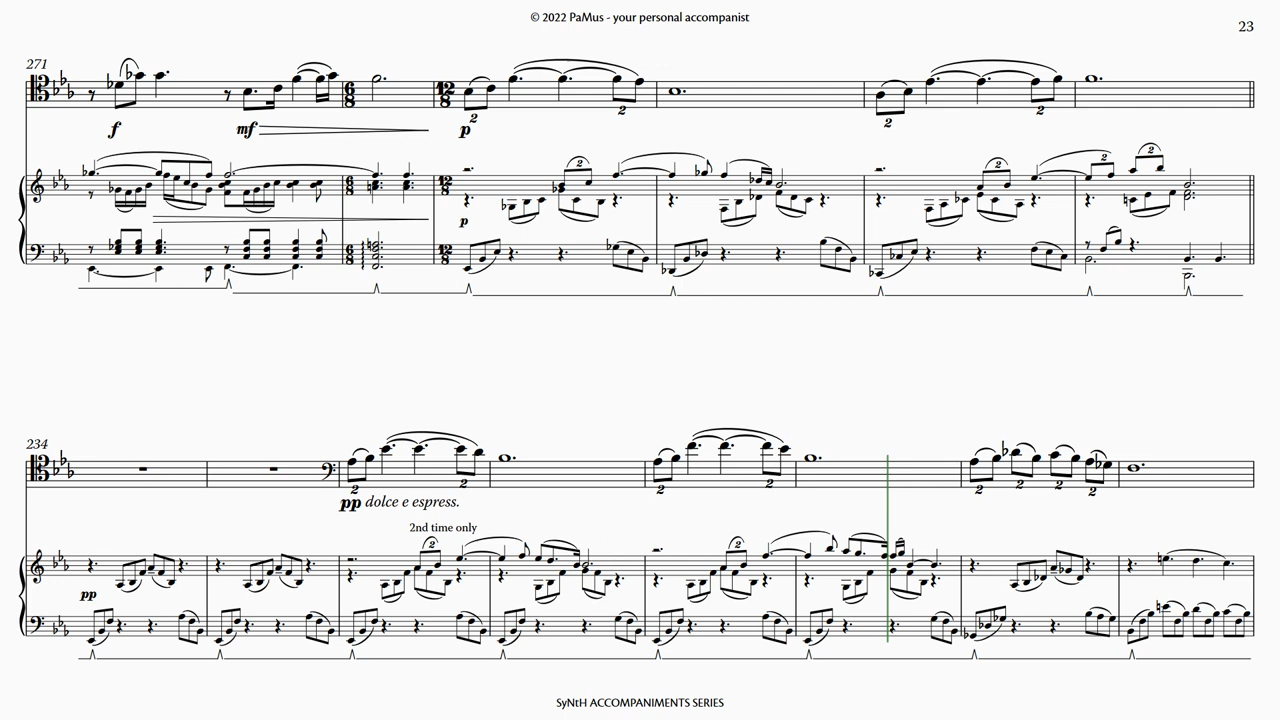 © 2022 PaMus - your personal accompanist
23
271
f mf p
p
234
pp dolce e espress.
2nd time only
pp
SyNtH ACCOMPANIMENTS SERIES